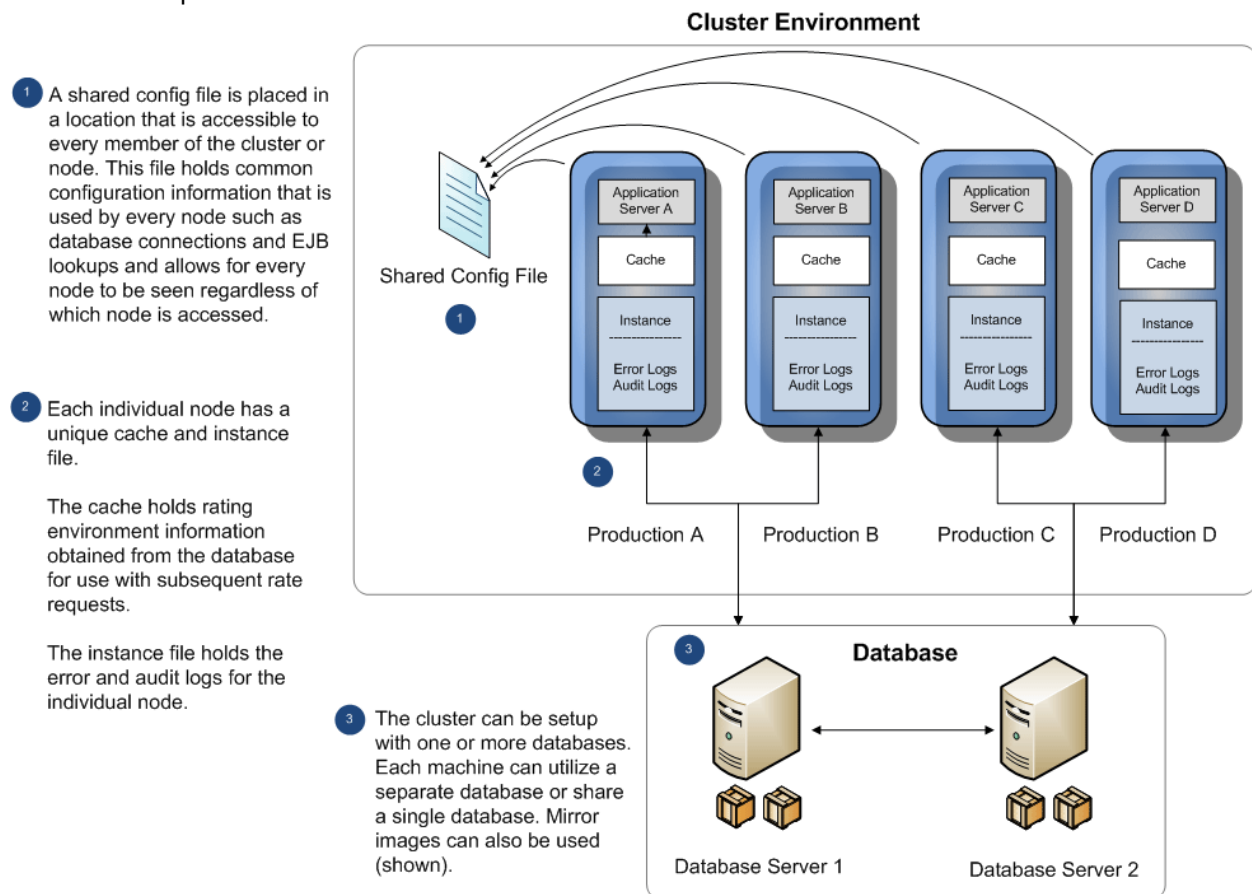 Cluster Environment
1
A shared config file is placed in
a location that is accessible to
every member of the cluster or
node. This file holds common
configuration information that is
used by every node such as
database connections and EJB
lookups and allows for every
node to be seen regardless of
which node is accessed.
2
Each individual node has a
unique cache and instance
file.
The cache holds rating
environment information
obtained from the database
for use with subsequent rate
requests.
The instance file holds the
error and audit logs for the
individual node.
Shared Config File
1
Application
Server A
Cache
Instance
-----------------
Error Logs
Audit Logs
Application
Server B
Cache
Instance
-----------------
Error Logs
Audit Logs
Application
Server C
Cache
Instance
-----------------
Error Logs
Audit Logs
Application
Server D
Cache
Instance
-----------------
Error Logs
Audit Logs
2
Production A
Production B
Production C
Production D
3
Database
3
The cluster can be setup
with one or more databases.
Each machine can utilize a
separate database or share
a single database. Mirror
images can also be used
(shown).
Database Server 1
Database Server 2